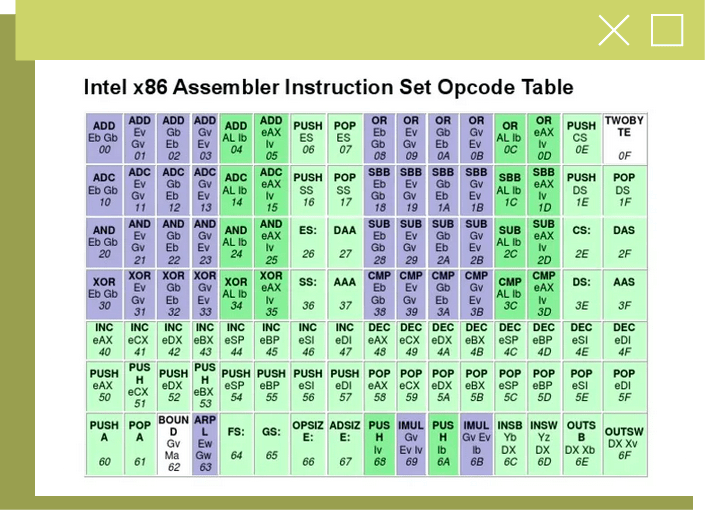 Intel x86 Assembler Instruction Set Opcode Table
ADD Eb Gb 00 ADD Ev Gv 01 ADD Gb Eb 02 ADD Gv Ev 03 ADD AL Ib 04 ADD eAX Iv 05 PUSH ES 06 POP ES 07 OR Eb Gb 08 OR Ev Gv 09 OR Gb Eb 0A OR Gv Ev 0B OR AL Ib 0C OR eAX Iv 0D PUSH CS 0E TWOBY TE 0F
ADC Eb Gb 10 ADC Ev Gv 11 ADC Gb Eb 12 ADC Gv Ev 13 ADC AL Ib 14 ADC eAX Iv 15 PUSH SS 16 POP SS 17 SBB Eb Gb 18 SBB Ev Gv 19 SBB Gb Eb 1A SBB Gv Ev 1B SBB AL Ib 1C SBB eAX Iv 1D PUSH DS 1E POP DS 1F
AND Eb Gb 20 AND Ev Gv 21 AND Gb Eb 22 AND Gv Ev 23 AND AL Ib 24 AND eAX Iv 25 ES: 26 DAA 27 SUB Eb Gb 28 SUB Ev Gv 29 SUB Gb Eb 2A SUB Gv Ev 2B SUB AL Ib 2C SUB eAX Iv 2D CS: 2E DAS 2F
XOR Eb Gb 30 XOR Ev Gv 31 XOR Gb Eb 32 XOR Gv Ev 33 XOR AL Ib 34 XOR eAX Iv 35 SS: 36 AAA 37 CMP Eb Gb 38 CMP Ev Gv 39 CMP Gb Eb 3A CMP Gv Ev 3B CMP AL Ib 3C CMP eAX Iv 3D DS: 3E AAS 3F
INC eAX 40 INC eCX 41 INC eDX 42 INC eBX 43 INC eSP 44 INC eBP 45 INC eSI 46 INC eDI 47 DEC eAX 48 DEC eCX 49 DEC eDX 4A DEC eBX 4B DEC eSP 4C DEC eBP 4D DEC eSI 4E DEC eDI 4F
PUSH eAX 50 PUS H eCX 51 PUSH eDX 52 PUS H eBX 53 PUSH eSP 54 PUSH eBP 55 PUSH eSI 56 PUSH eDI 57 POP eAX 58 POP eCX 59 POP eDX 5A POP eBX 5B POP eSP 5C POP eBP 5D POP eSI 5E POP eDI 5F
PUSH A 60 POP A 61 BOUN D Gv Ma 62 ARP L Ew Gw 63 FS: 64 GS: 65 OPSIZ E: 66 ADSIZ E: 67 PUS H Iv 68 IMUL Gv Ev Iv 69 PUS H Ib 6A IMUL Gv Ev Ib 6B INSB Yb DX 6C INSW Yz DX 6D OUTS B DX Xb 6E OUTSW DX Xv 6F